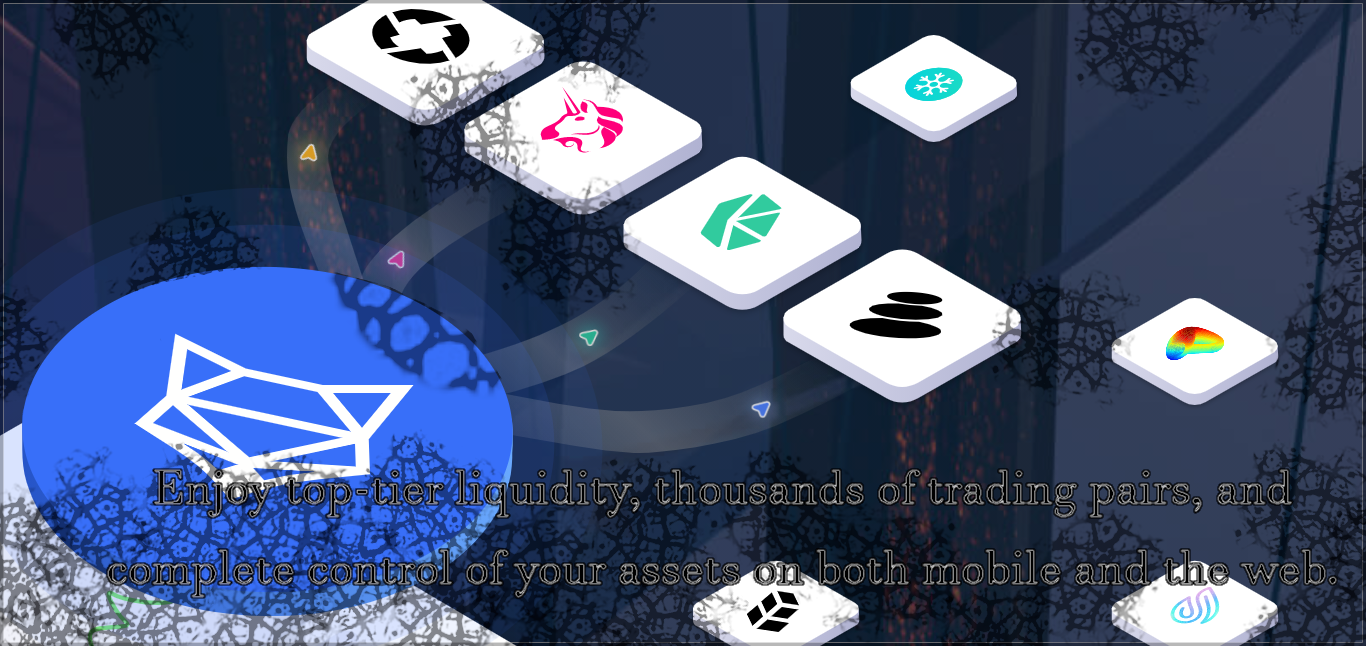 Enjoy top-tier liquidity, thousands of trading pairs, and
complete control of your assets on both mobile and the web.